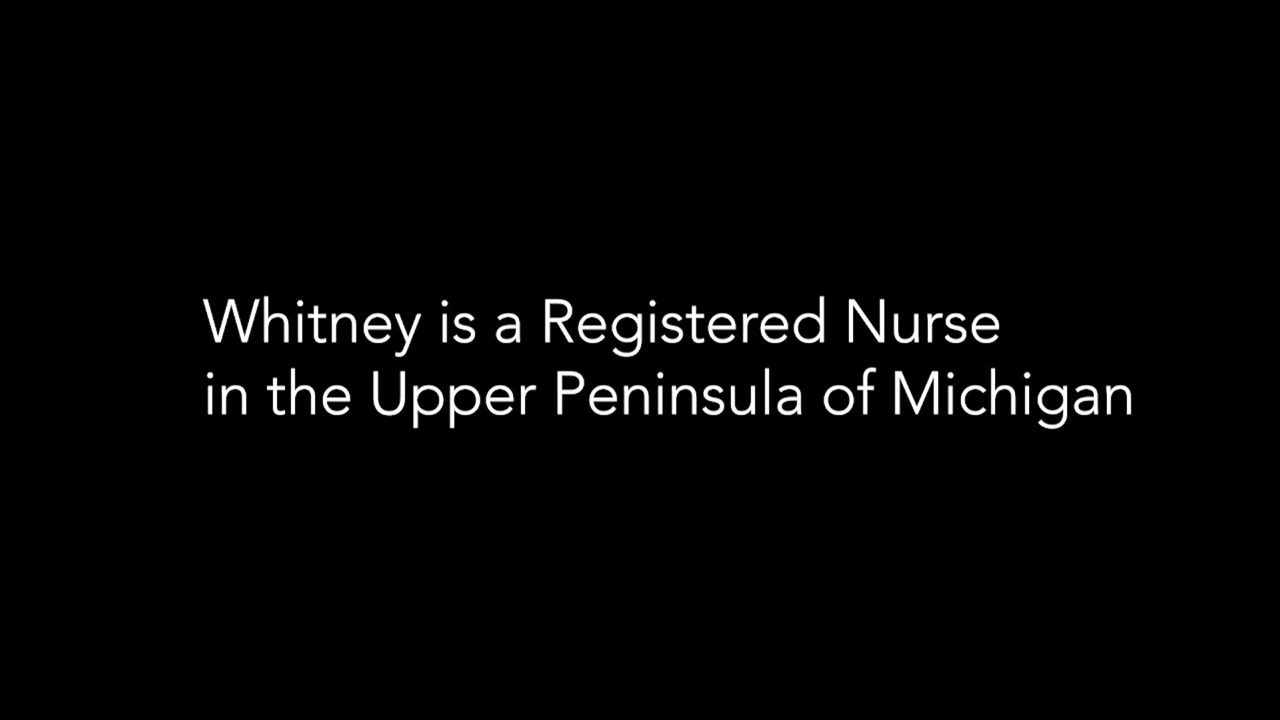 Whitney is a Registered Nurse
in the Upper Peninsula of Michigan